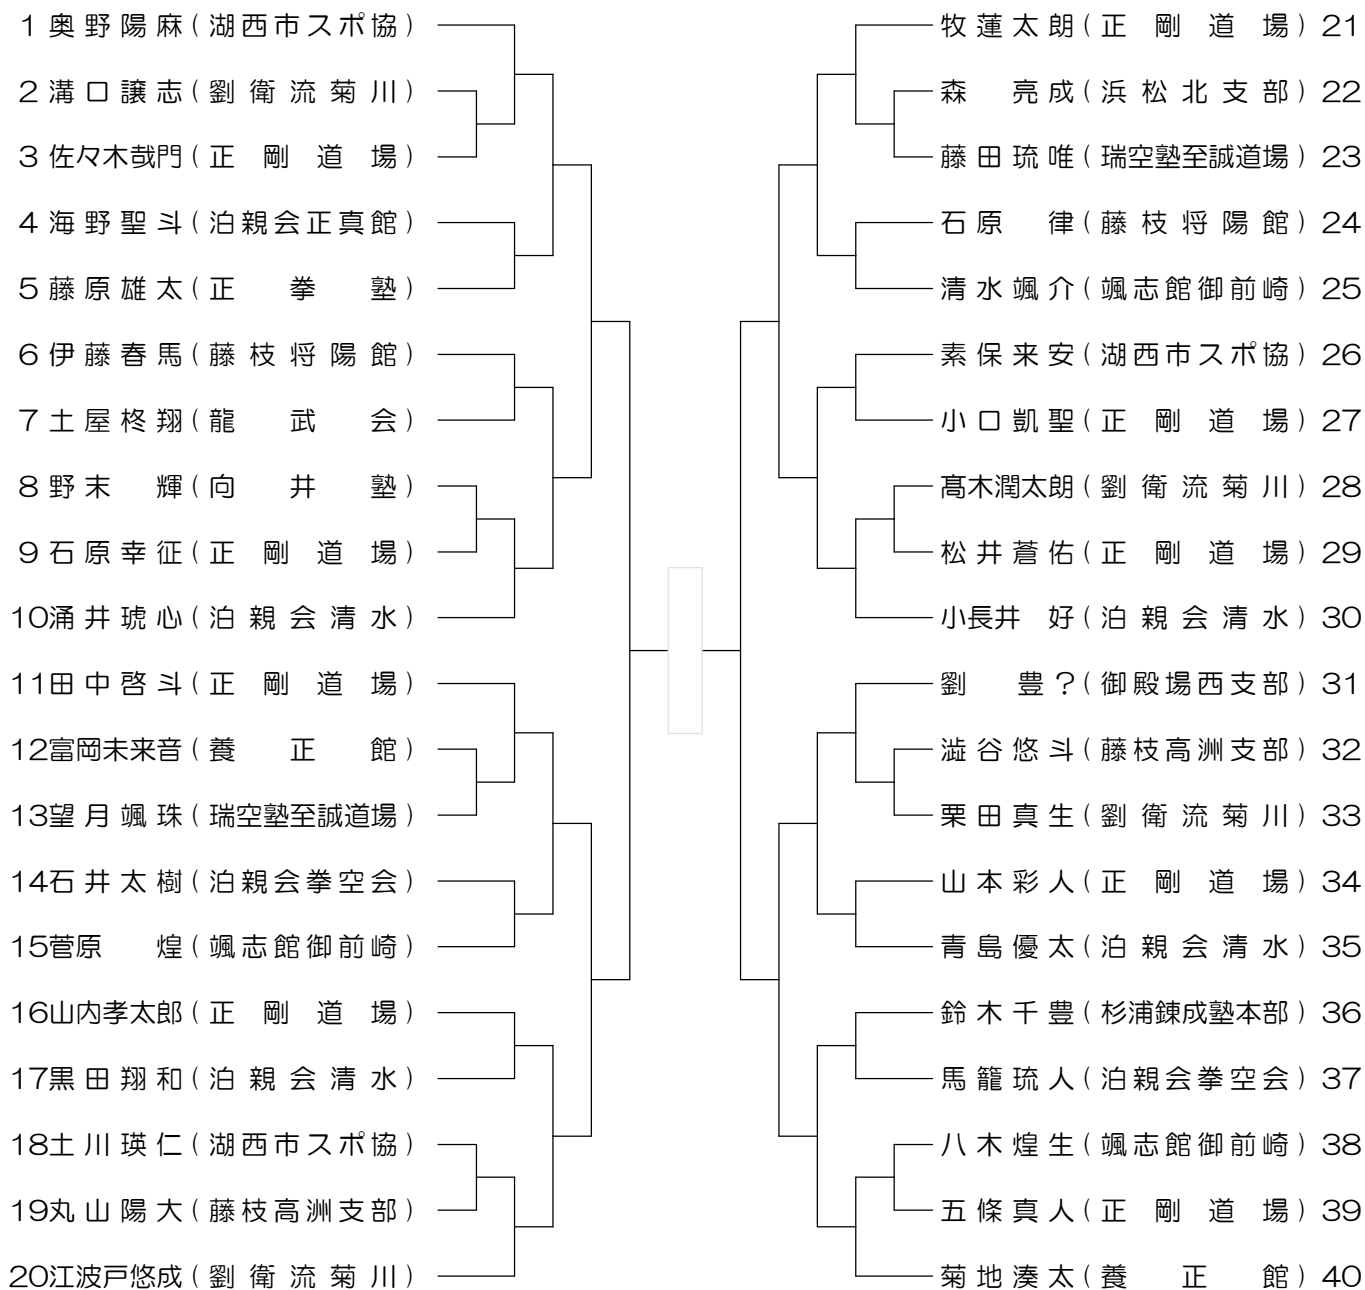 1 奥野陽麻(湖西市スポ協)
2 溝口譲志(劉衛流菊川)
3 佐々木哉門(正剛道場)
4 海野聖斗(泊親会正真館)
5 藤原雄太(正拳塾)
6 伊藤春馬(藤枝将陽館)
7 土屋柊翔(龍武会)
8 野末 輝(向井塾)
9 石原幸征(正剛道場)
10 涌井琥心(泊親会清水)
11 田中啓斗(正剛道場)
12 富岡未来音(養正館)
13 望月颯珠(瑞空塾至誠道場)
14 石井太樹(泊親会拳空会)
15 菅原 煌(颯志館御前崎)
16 山内孝太郎(正剛道場)
17 黒田翔和(泊親会清水)
18 土川瑛仁(湖西市スポ協)
19 丸山陽大(藤枝高洲支部)
20 江波戸悠成(劉衛流菊川)
牧蓮太朗(正剛道場) 21
森 亮成(浜松北支部) 22
藤田琉唯(瑞空塾至誠道場) 23
石原 律(藤枝将陽館) 24
清水颯介(颯志館御前崎) 25
素保来安(湖西市スポ協) 26
小口凱聖(正剛道場) 27
髙木潤太朗(劉衛流菊川) 28
松井蒼佑(正剛道場) 29
小長井 好(泊親会清水) 30
劉 豊?(御殿場西支部) 31
澁谷悠斗(藤枝高洲支部) 32
栗田真生(劉衛流菊川) 33
山本彩人(正剛道場) 34
青島優太(泊親会清水) 35
鈴木千豊(杉浦錬成塾本部) 36
馬籠琉人(泊親会拳空会) 37
八木煌生(颯志館御前崎) 38
五條真人(正剛道場) 39
菊地湊太(養正館) 40